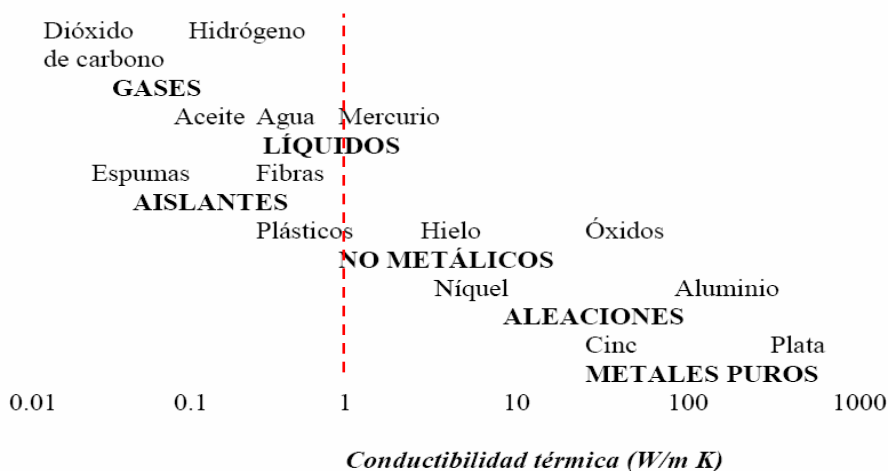 Dióxido Hidrógeno
de carbono
GASES
Aceite Agua Mercurio
LÍQUIDOS
Espumas Fibras
AISLANTES
Plásticos Hielo Óxidos
NO METÁLICOS
Níquel Aluminio
ALEACIONES
Cinc Plata
METALES PUROS
0.01 0.1 1 10 100 1000
Conductibilidad térmica (W/m K)